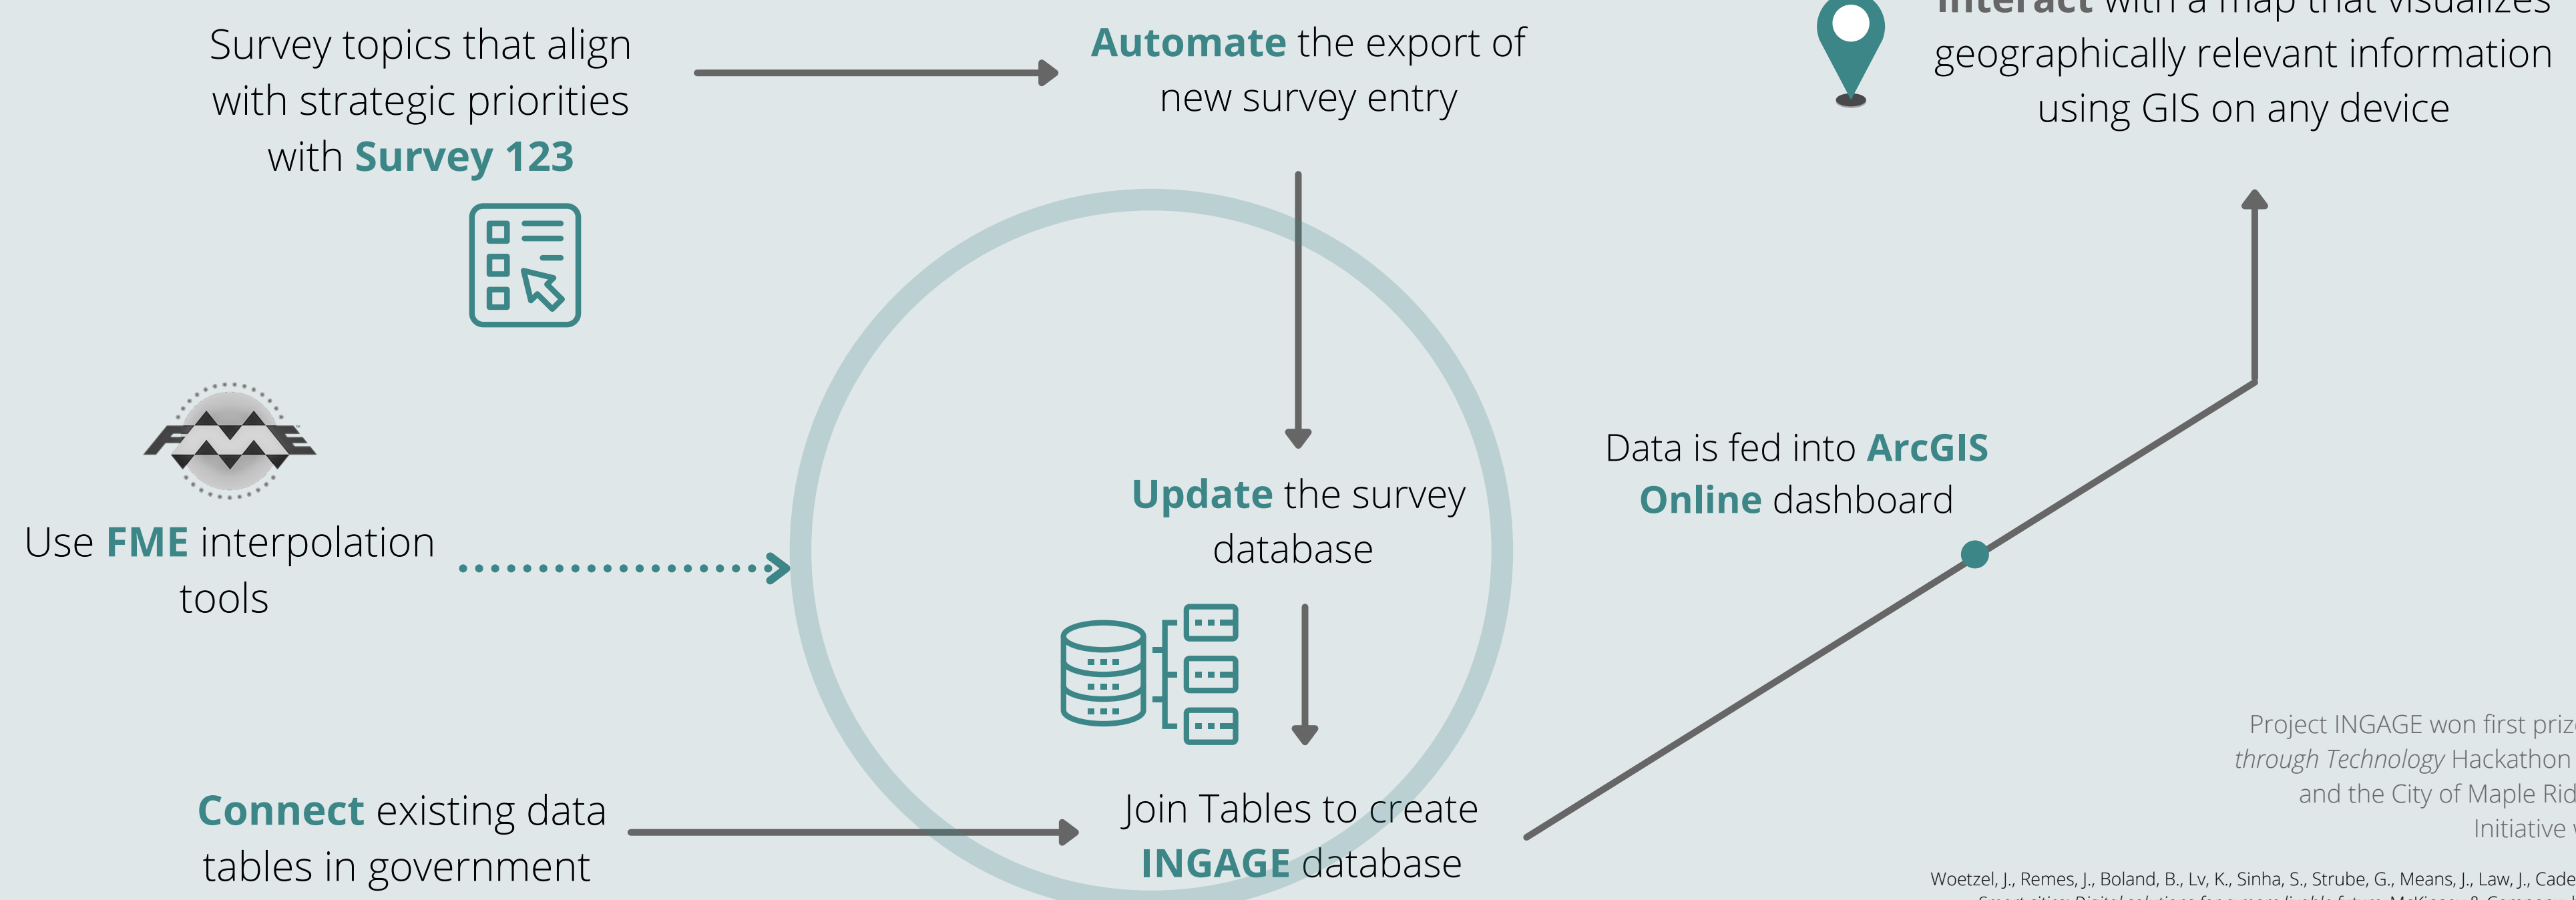 Survey topics that align
with strategic priorities
with Survey 123
Automate the export of
new survey entry
Interact with a map that visualizes
geographically relevant information
using GIS on any device
FME
Use FME interpolation
tools
Update the survey
database
Data is fed into ArcGIS
Online dashboard
Connect existing data
tables in government
Join Tables to create
INGAGE database
Project INGAGE won first
through Technology Hackathon
and the City of Maple
Initiative
Woetzel, J., Remes, J., Boland, B., Lv, K., Sinha, S., Strube, G., Means, J., Law, J.,